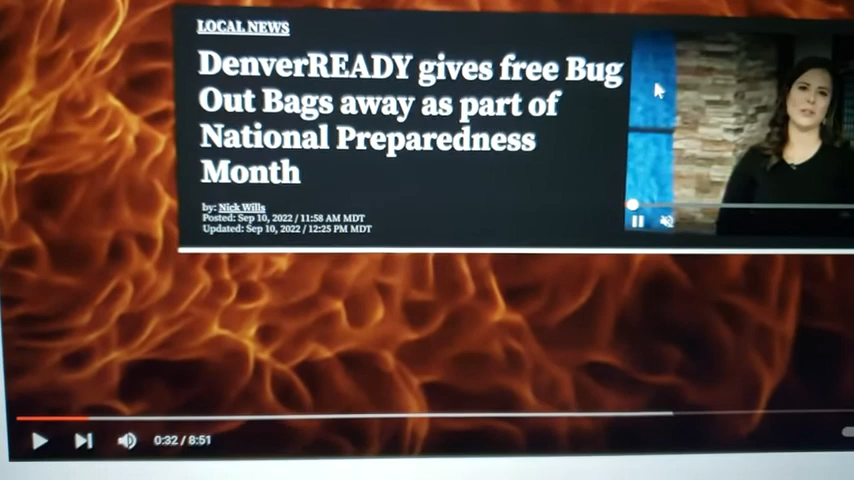 LOCAL NEWS
DenverREADY gives free Bug
Out Bags away as part of
National Preparedness
Month
by: Nick Wills
Posted: Sep 10, 2022 / 11:58 AM MDT
Updated: Sep 10, 2022 / 12:25 PM MDT
0:32 / 8:51